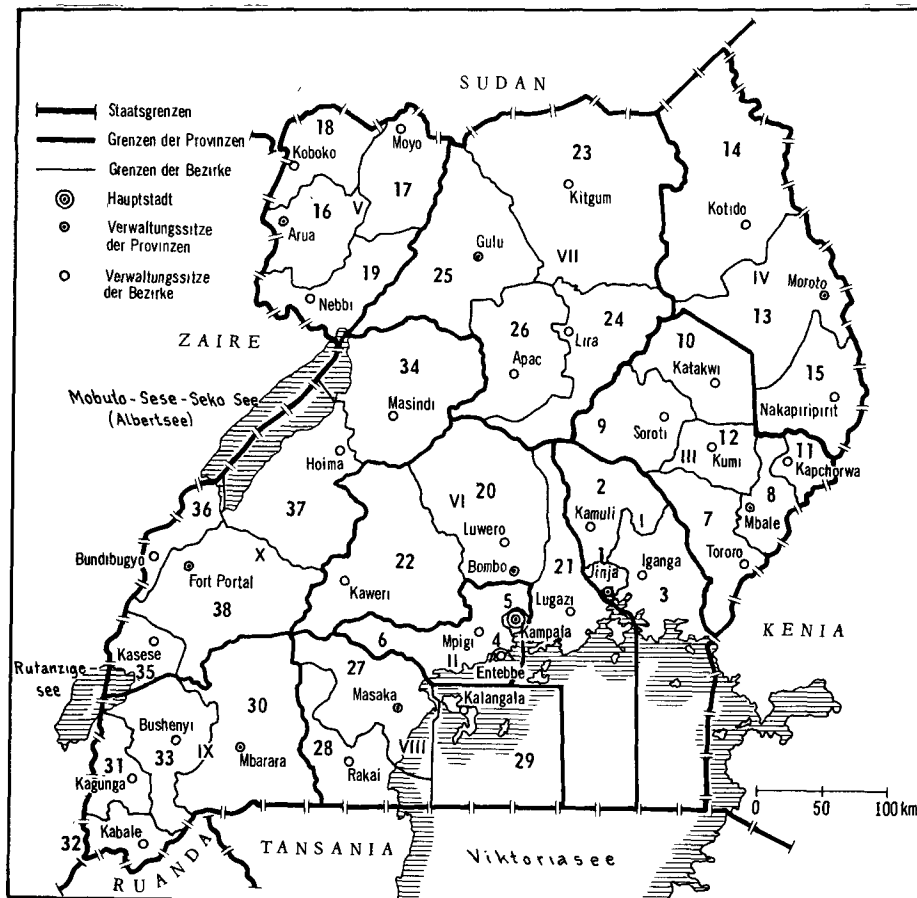 SUDAN
Staatsgrenzen
Grenzen der Provinzen
Grenzen der Bezirke
Hauptstadt
Verwaltungssitze
der Provinzen
Verwaltungssitze
der Bezirke
18
Koboko
Moyo
17
16
V
Arua
19
Nebbi
23
Kitgum
14
Kotido
Gulu
VII
25
IV
Moroto
13
ZAIRE
26
Apac
24
Lira
10
Katakwi
15
Nakapiripirit
34
Masindi
Mobuto-Sese-Seko See
(Albertsee)
9
Soroti
12
Kumi
III
11
Kapchorwa
8
Mbale
Hoima
37
36
VI
20
Luwero
Bombo
2
Kamuli
I
7
Tororo
Bundibugyo
X
Fort Portal
38
22
Kaweri
21
Lugazi
1
Jinja
Iganga
3
5
Kampala
4
Mpigi
II
Entebbe
6
KENIA
Kasese
35
Rutanzige-
see
27
Masaka
Kalangala
30
Bushenyi
33
IX
Mbarara
28
Rakai
VIII
29
31
Kagunga
0
50
100 km
32
Kabale
RUANDA
TANSANIA
Viktoriasee